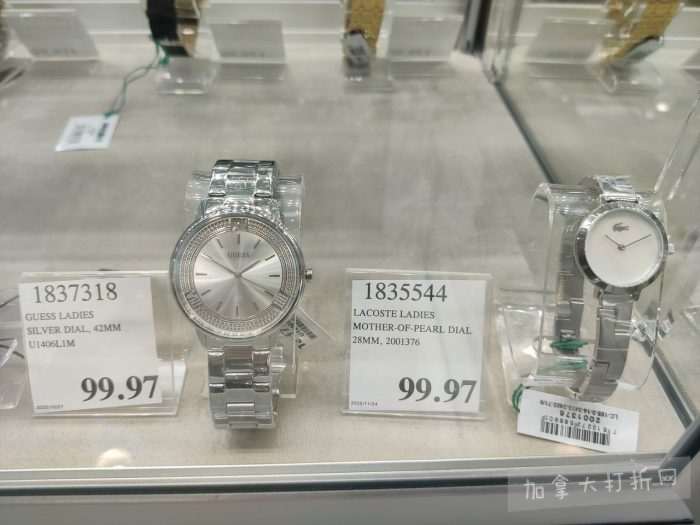 1837318
GUESS LADIES
SILVER DIAL, 42MM
U1406L1M
99.97
GUESS
1835544
LACOSTE LADIES
MOTHER-OF-PEARL DIAL
28MM, 2001376
99.97
2001376
加拿大打折网